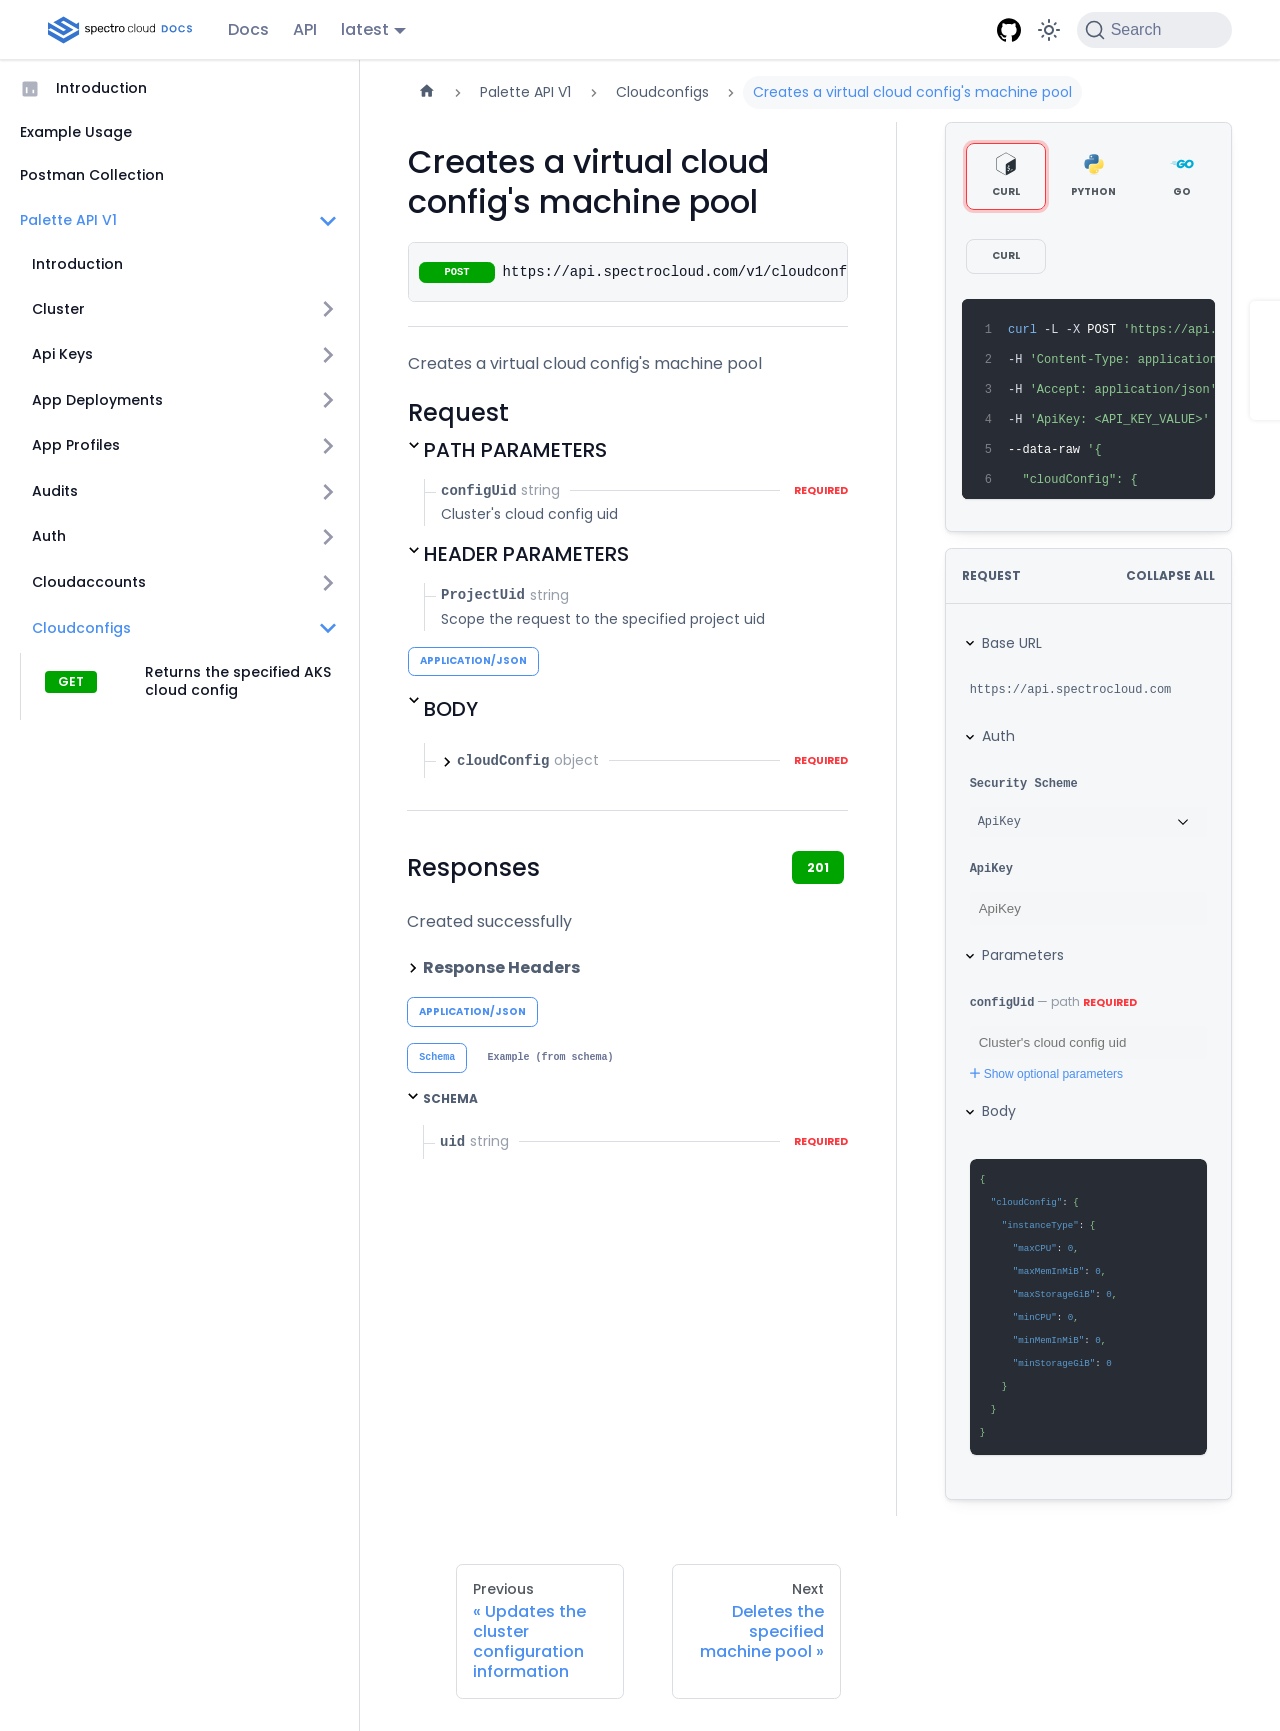 spectro cloud DOCS
Docs
API
latest
Search
Introduction
Example Usage
Postman Collection
Palette API V1
Introduction
Cluster
Api Keys
App Deployments
App Profiles
Audits
Auth
Cloudaccounts
Cloudconfigs
GET
Returns the specified AKS
cloud config
Palette API V1
Cloudconfigs
Creates a virtual cloud config's machine pool
Creates a virtual cloud
config's machine pool
POST
https://api.spectrocloud.com/v1/cloudconf
Creates a virtual cloud config's machine pool
Request
PATH PARAMETERS
configUid string
REQUIRED
Cluster's cloud config uid
HEADER PARAMETERS
ProjectUid string
Scope the request to the specified project uid
APPLICATION/JSON
BODY
cloudConfig object
REQUIRED
Responses
201
Created successfully
Response Headers
APPLICATION/JSON
Schema
Example (from schema)
SCHEMA
uid string
REQUIRED
CURL
PYTHON
GO
CURL
1 curl -L -X POST 'https://api.
2 -H 'Content-Type: application
3 -H 'Accept: application/json'
4 -H 'ApiKey: <API_KEY_VALUE>'
5 --data-raw '{
6 "cloudConfig": {
REQUEST
COLLAPSE ALL
Base URL
https://api.spectrocloud.com
Auth
Security Scheme
ApiKey
ApiKey
ApiKey
Parameters
configUid — path REQUIRED
Cluster's cloud config uid
Show optional parameters
Body
{
"cloudConfig": {
"instanceType": {
"maxCPU": 0,
"maxMemInMiB": 0,
"maxStorageGiB": 0,
"minCPU": 0,
"minMemInMiB": 0,
"minStorageGiB": 0
}
}
}
Previous
« Updates the
cluster
configuration
information
Next
Deletes the
specified
machine pool »